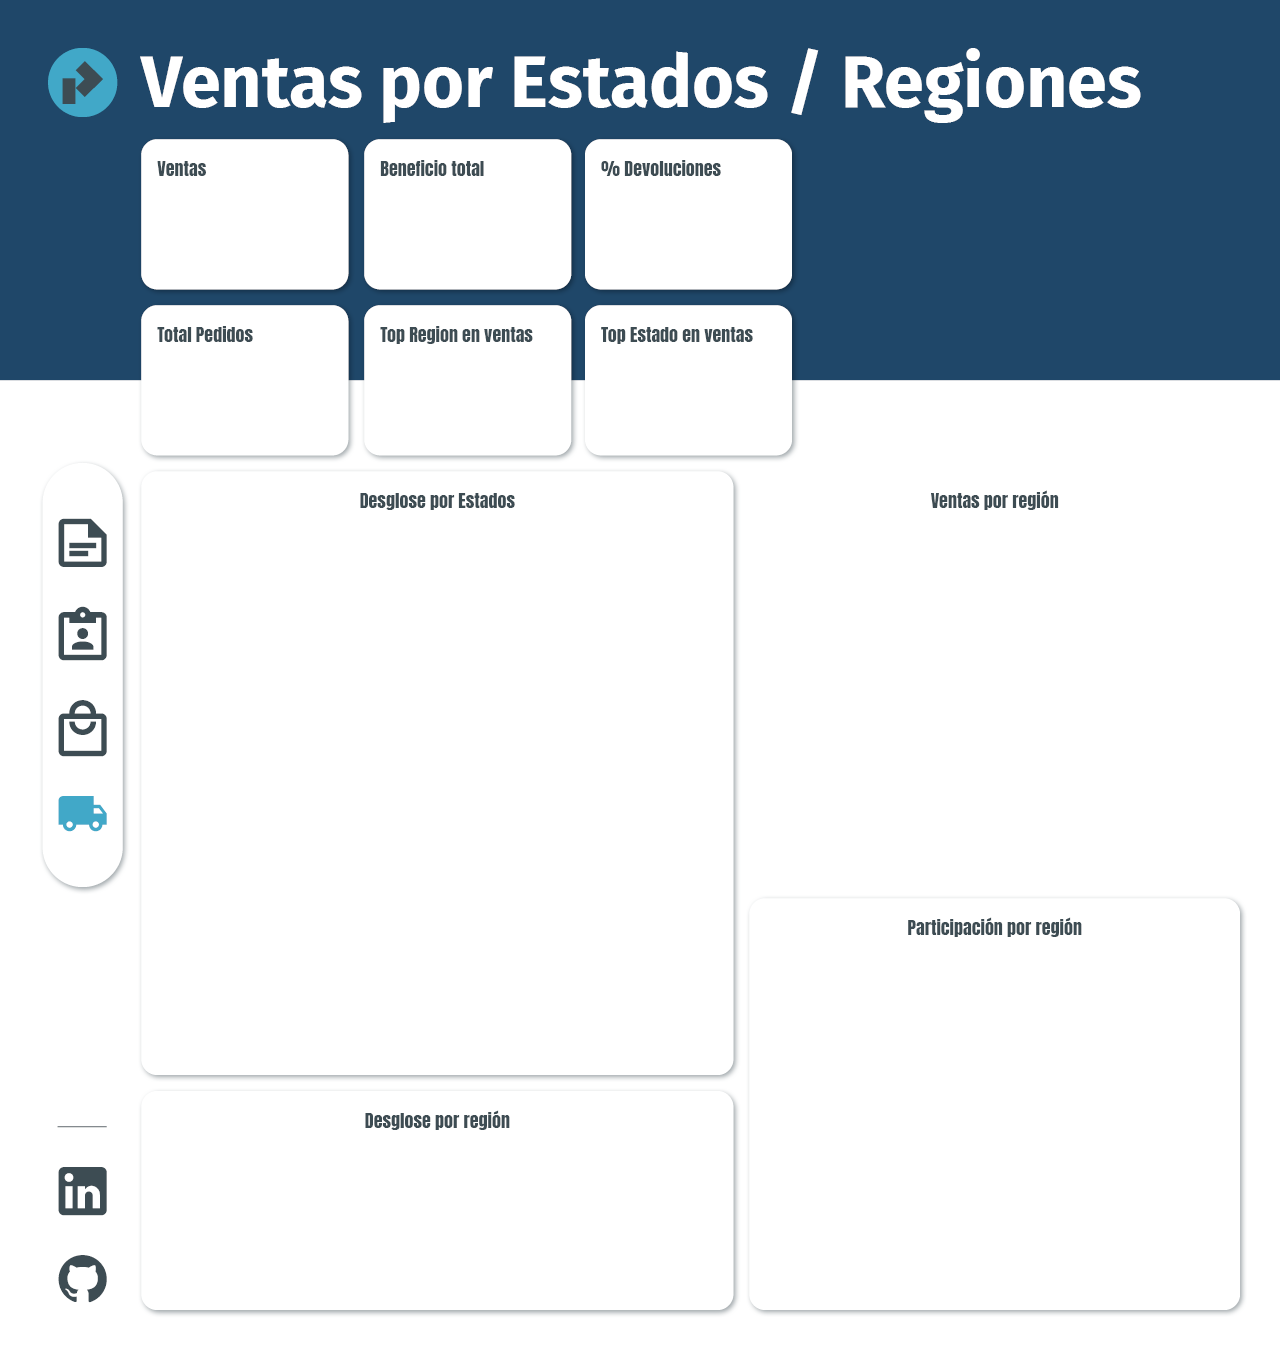 Ventas por Estados / Regiones
Ventas
Beneficio total
% Devoluciones
Total Pedidos
Top Region en ventas
Top Estado en ventas
Desglose por Estados
Ventas por región
Participación por región
Desglose por región
in